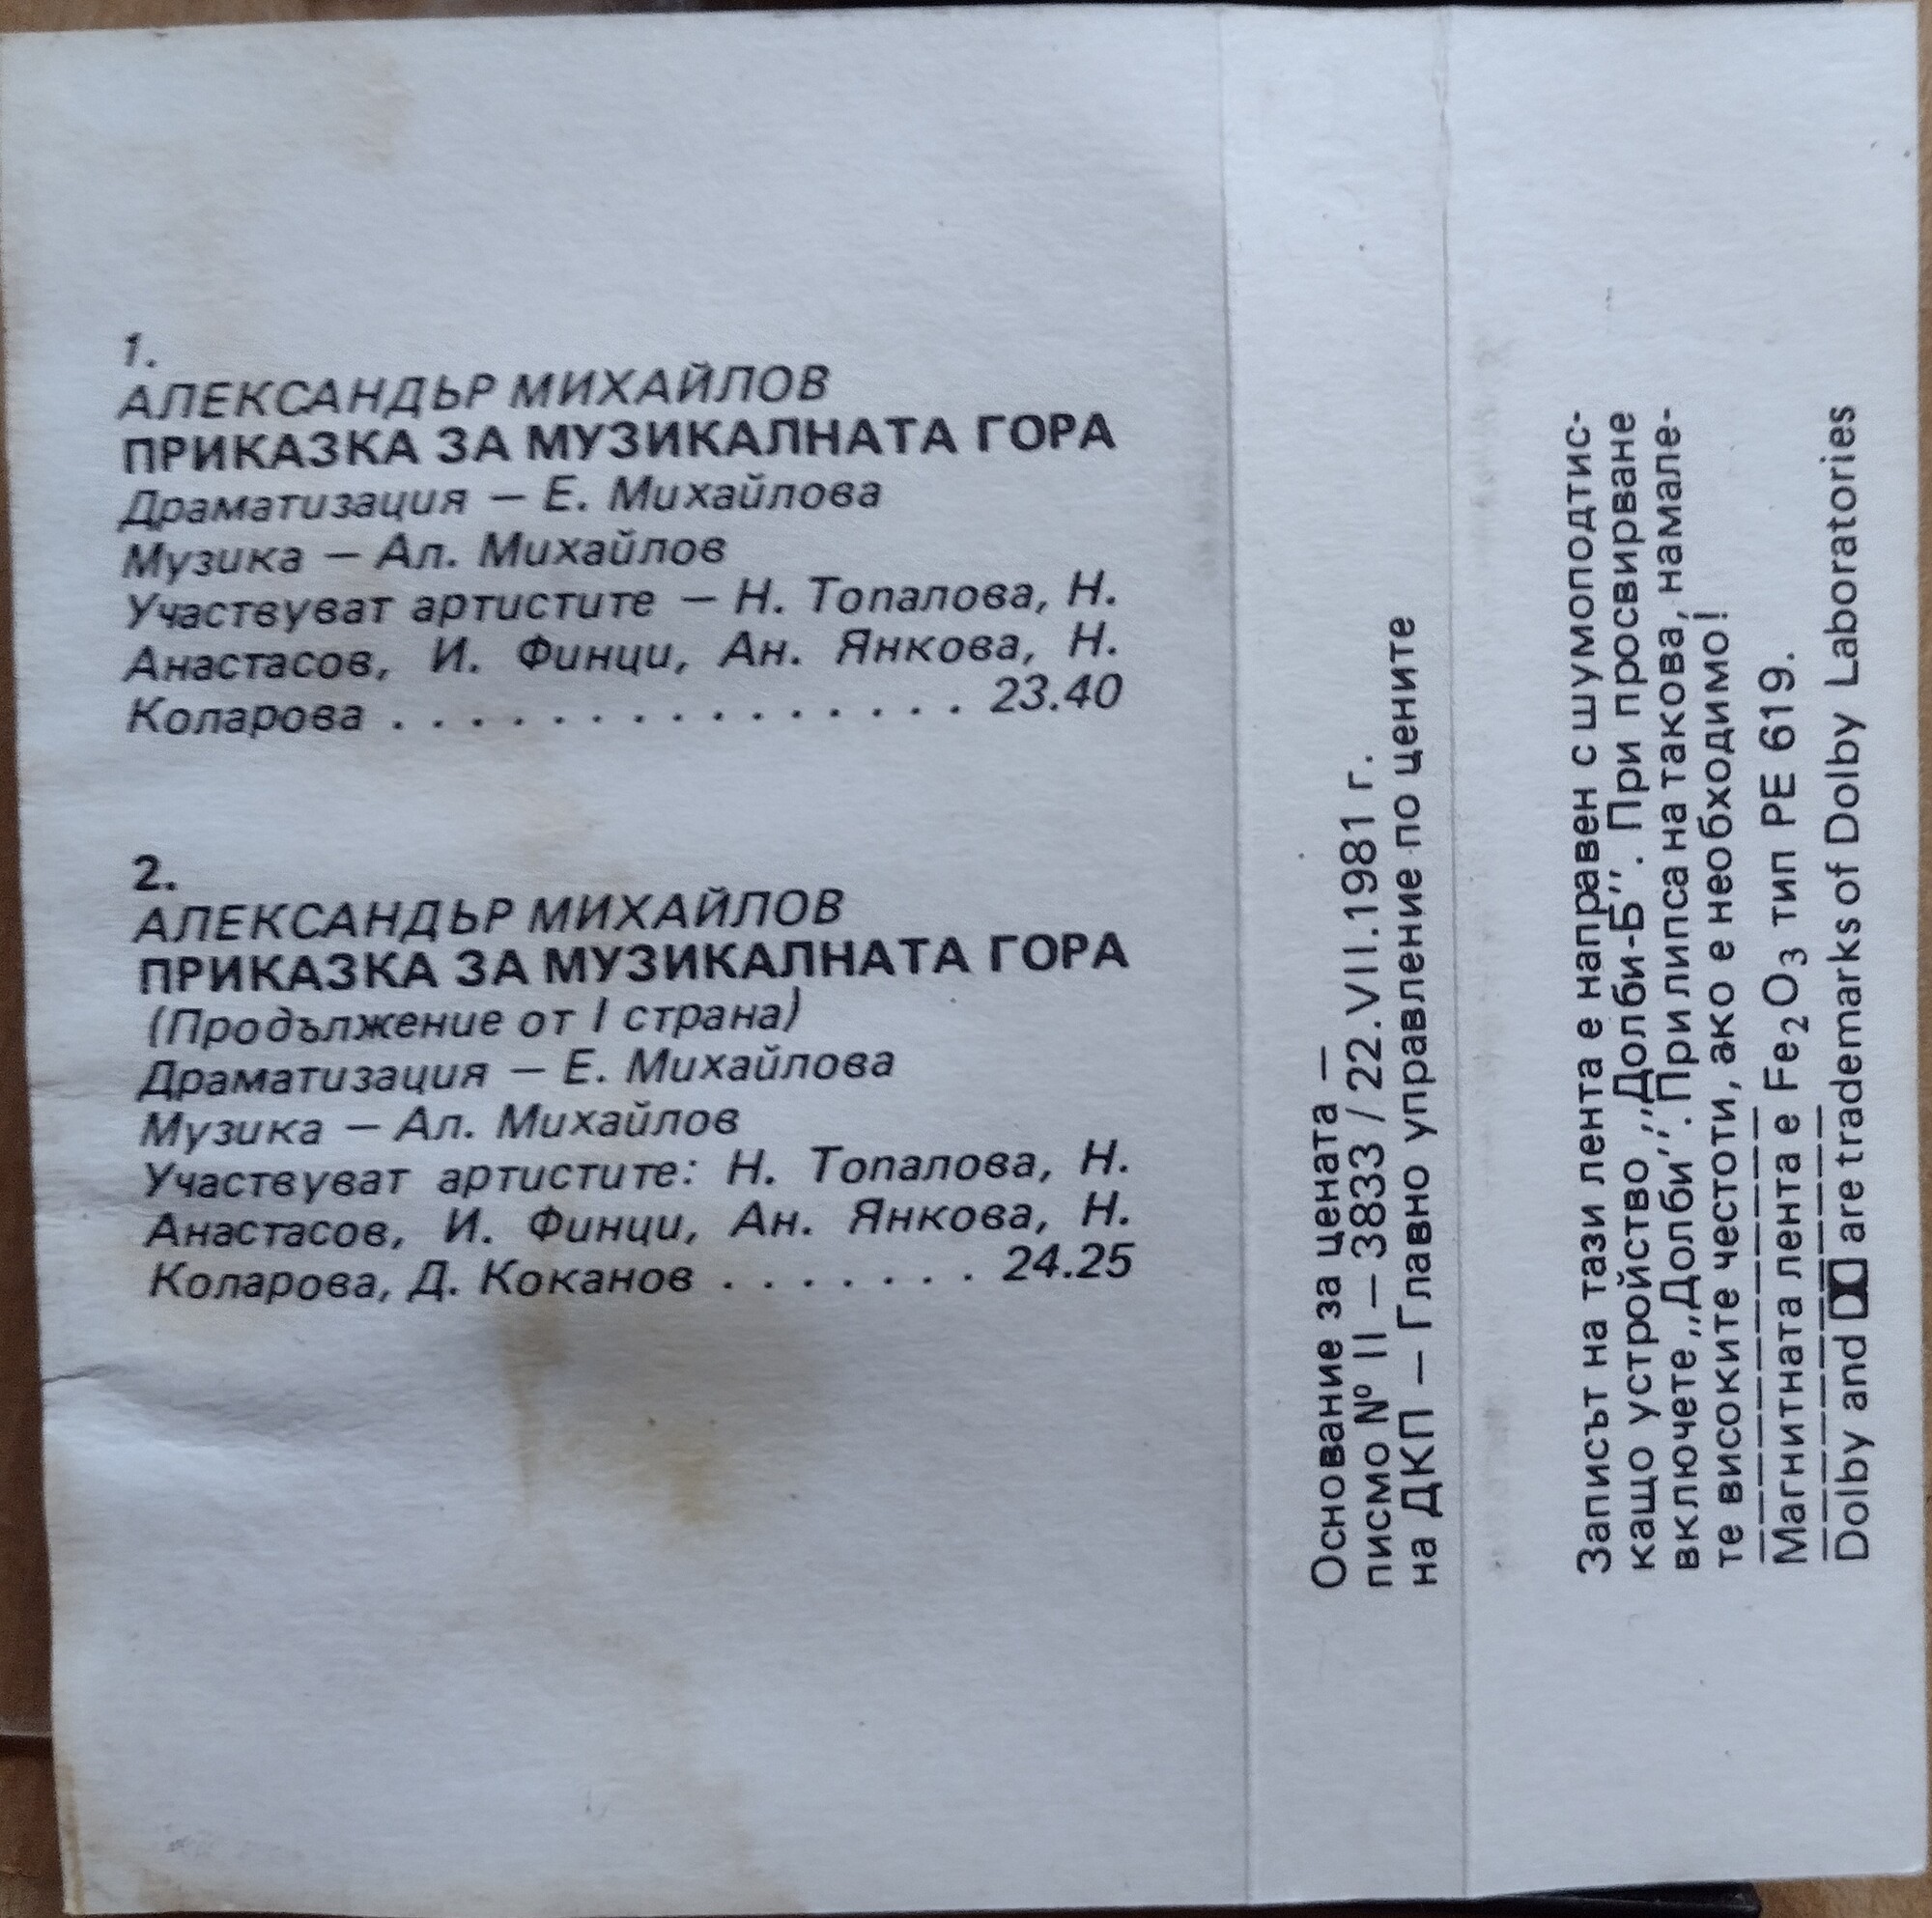 1.
АЛЕКСАНДЪР МИХАЙЛОВ
ПРИКАЗКА ЗА МУЗИКАЛНАТА ГОРА
Драматизация — Е. Михайлова
Музика — Ал. Михайлов
Участвуват артистите — Н. Топалова, Н.
Анастасов, И. Финци, Ан. Янкова, Н.
Коларова . . . . . . . . . . . . . . . 23.40
2.
АЛЕКСАНДЪР МИХАЙЛОВ
ПРИКАЗКА ЗА МУЗИКАЛНАТА ГОРА
(Продължение от I страна)
Драматизация — Е. Михайлова
Музика — Ал. Михайлов
Участвуват артистите: Н. Топалова, Н.
Анастасов, И. Финци, Ан. Янкова, Н.
Коларова, Д. Коканов . . . . . . . 24.25
Основание за цената —
писмо № II — 3833 / 22.VII.1981 г.
на ДКП — Главно управление по цените
Записът на тази лента е направен с шумоподтис-
кащо устройство ,,Долби-Б''. При просвирване
включете ,,Долби''. При липса на такова, намале-
те високите честоти, ако е необходимо!
Магнитната лента е Fe₂O₃ тип PE 619.
Dolby and are trademarks of Dolby Laboratories